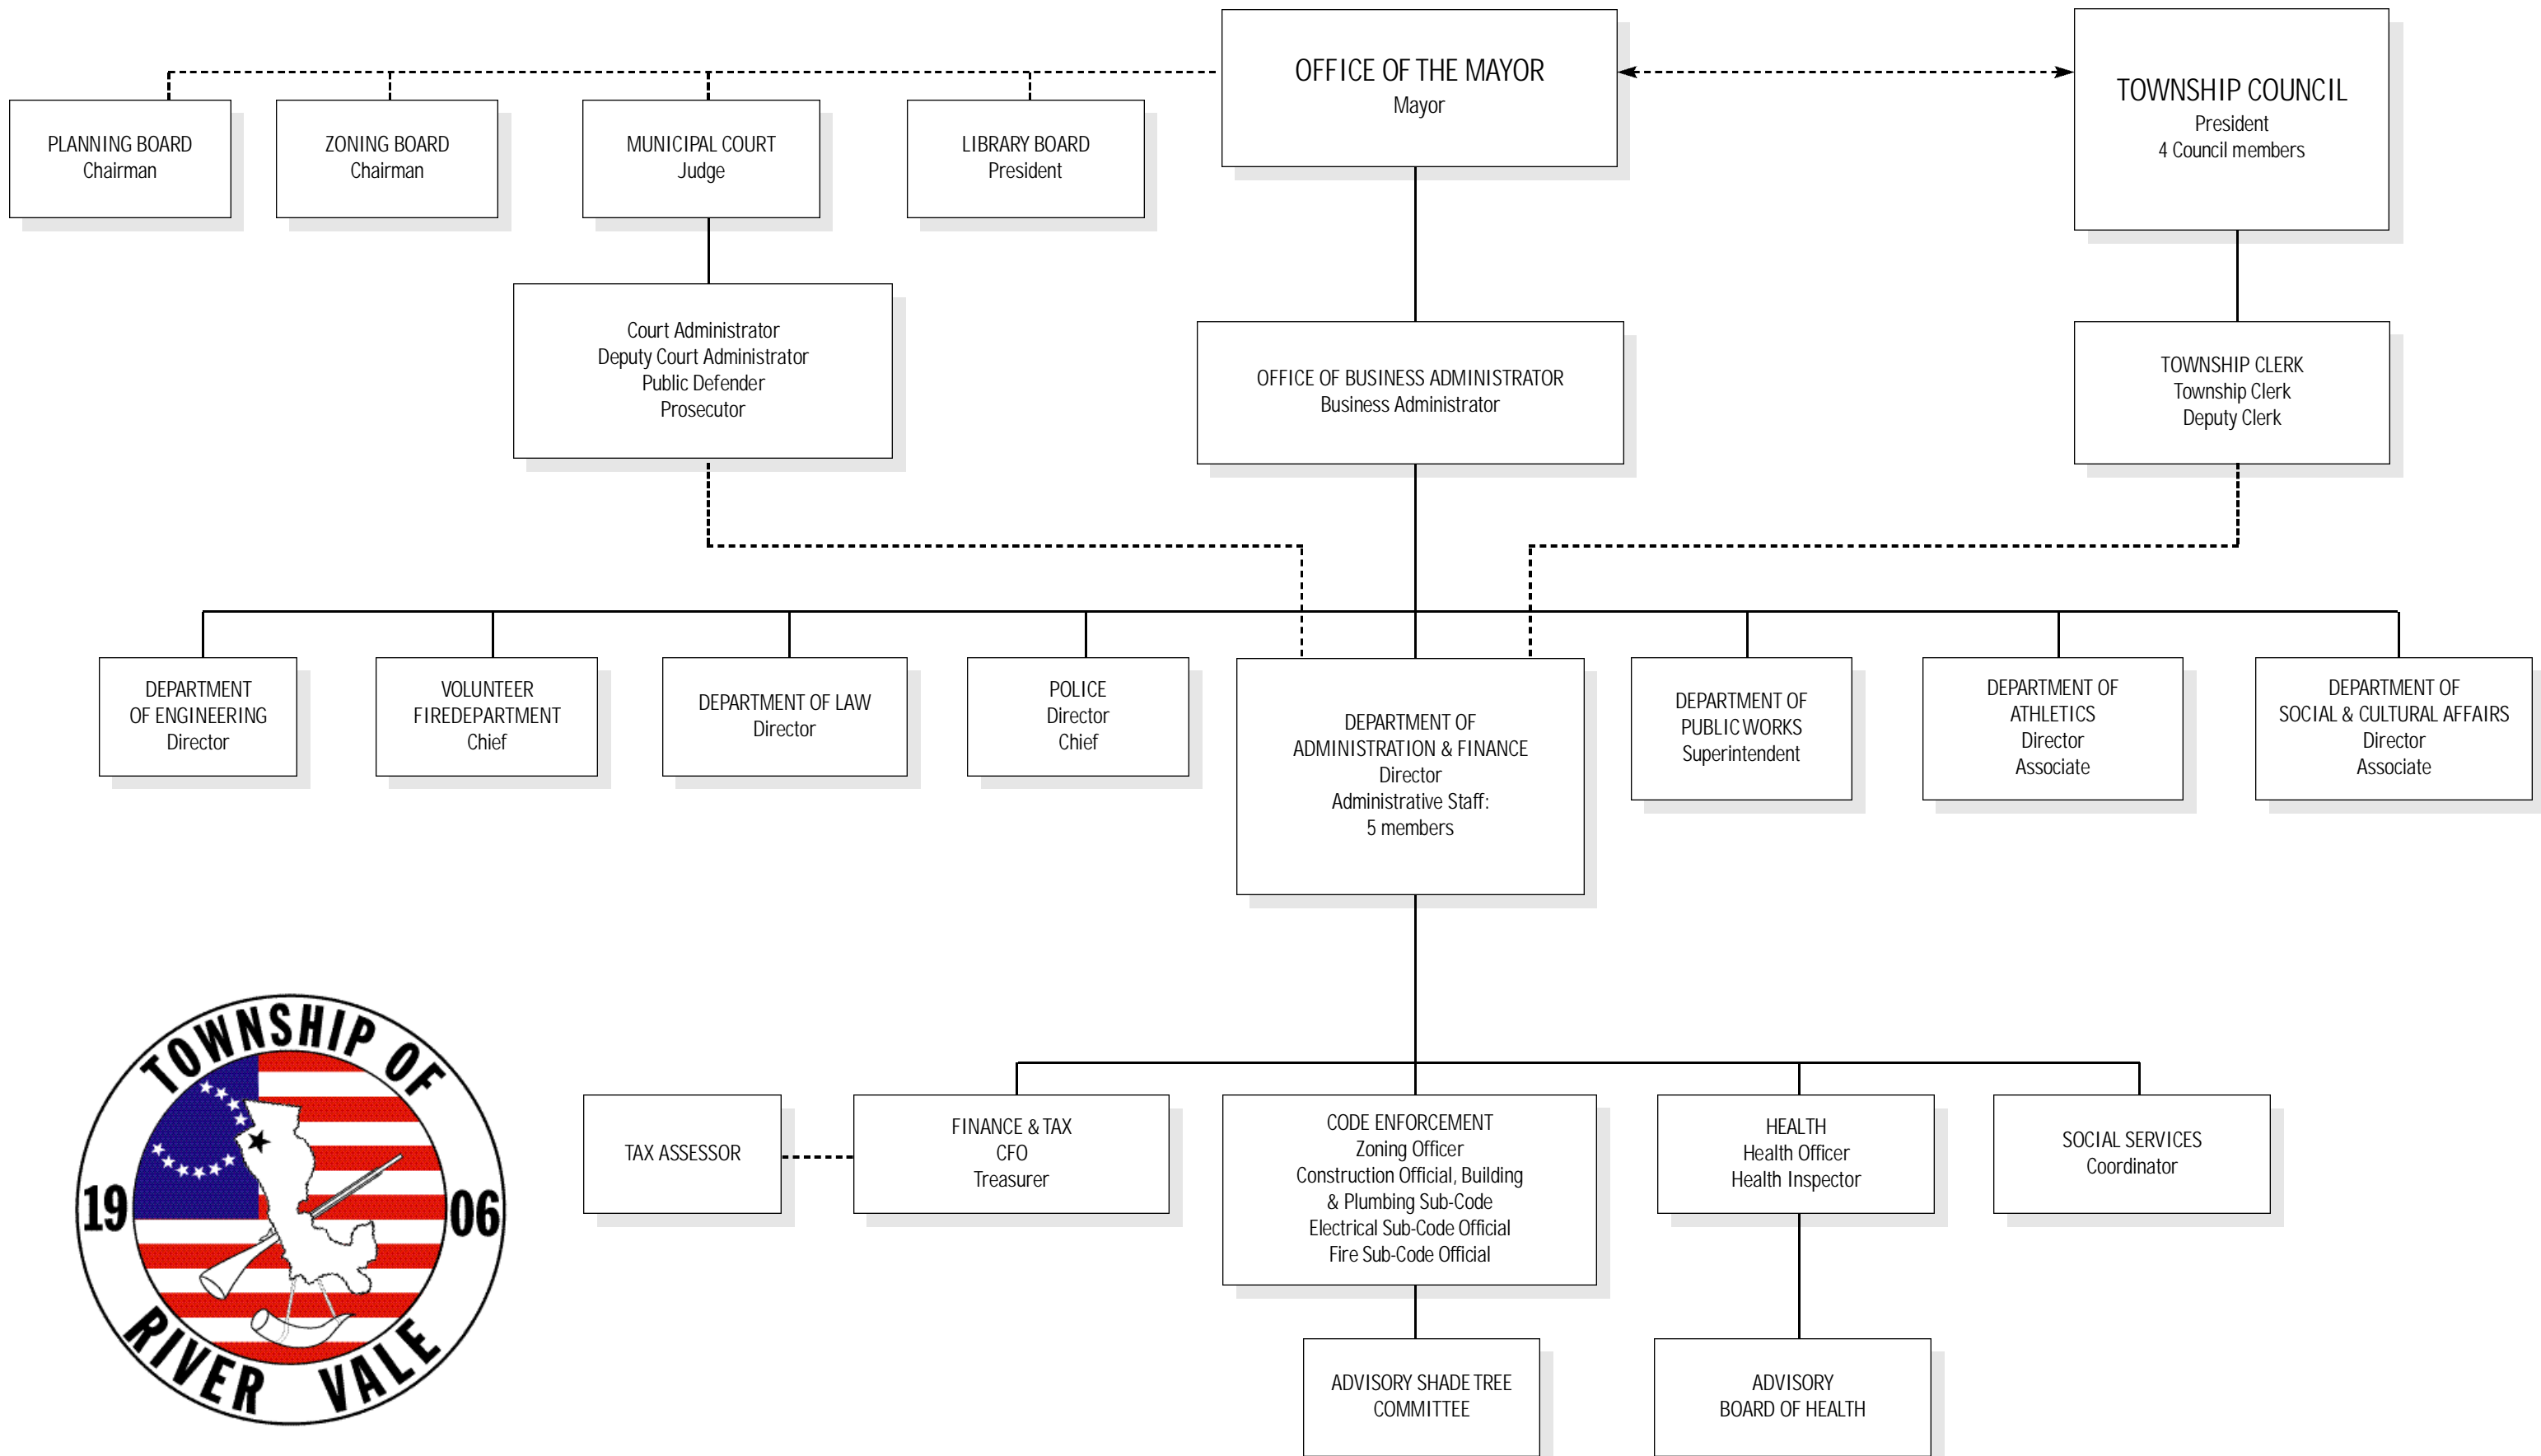 OFFICE OF THE MAYOR
Mayor
TOWNSHIP COUNCIL
President
4 Council members
PLANNING BOARD
Chairman
ZONING BOARD
Chairman
MUNICIPAL COURT
Judge
LIBRARY BOARD
President
Court Administrator
Deputy Court Administrator
Public Defender
Prosecutor
OFFICE OF BUSINESS ADMINISTRATOR
Business Administrator
TOWNSHIP CLERK
Township Clerk
Deputy Clerk
DEPARTMENT
OF ENGINEERING
Director
VOLUNTEER
FIREDEPARTMENT
Chief
DEPARTMENT OF LAW
Director
POLICE
Director
Chief
DEPARTMENT OF
ADMINISTRATION & FINANCE
Director
Administrative Staff:
5 members
DEPARTMENT OF
PUBLIC WORKS
Superintendent
DEPARTMENT OF
ATHLETICS
Director
Associate
DEPARTMENT OF
SOCIAL & CULTURAL AFFAIRS
Director
Associate
TOWNSHIP OF
19 06
RIVER VALE
TAX ASSESSOR
FINANCE & TAX
CFO
Treasurer
CODE ENFORCEMENT
Zoning Officer
Construction Official, Building
& Plumbing Sub-Code
Electrical Sub-Code Official
Fire Sub-Code Official
HEALTH
Health Officer
Health Inspector
SOCIAL SERVICES
Coordinator
ADVISORY SHADE TREE
COMMITTEE
ADVISORY
BOARD OF HEALTH